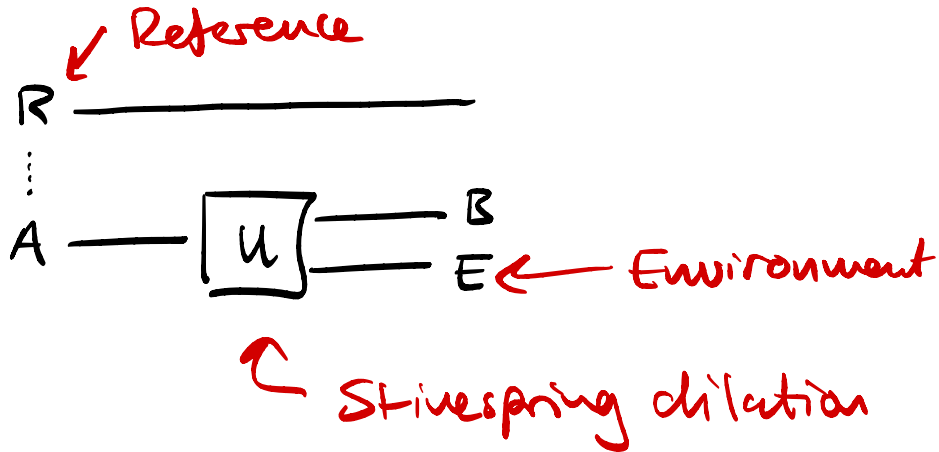 Reference
R
A
U
B
E
Environment
Stinespring dilation